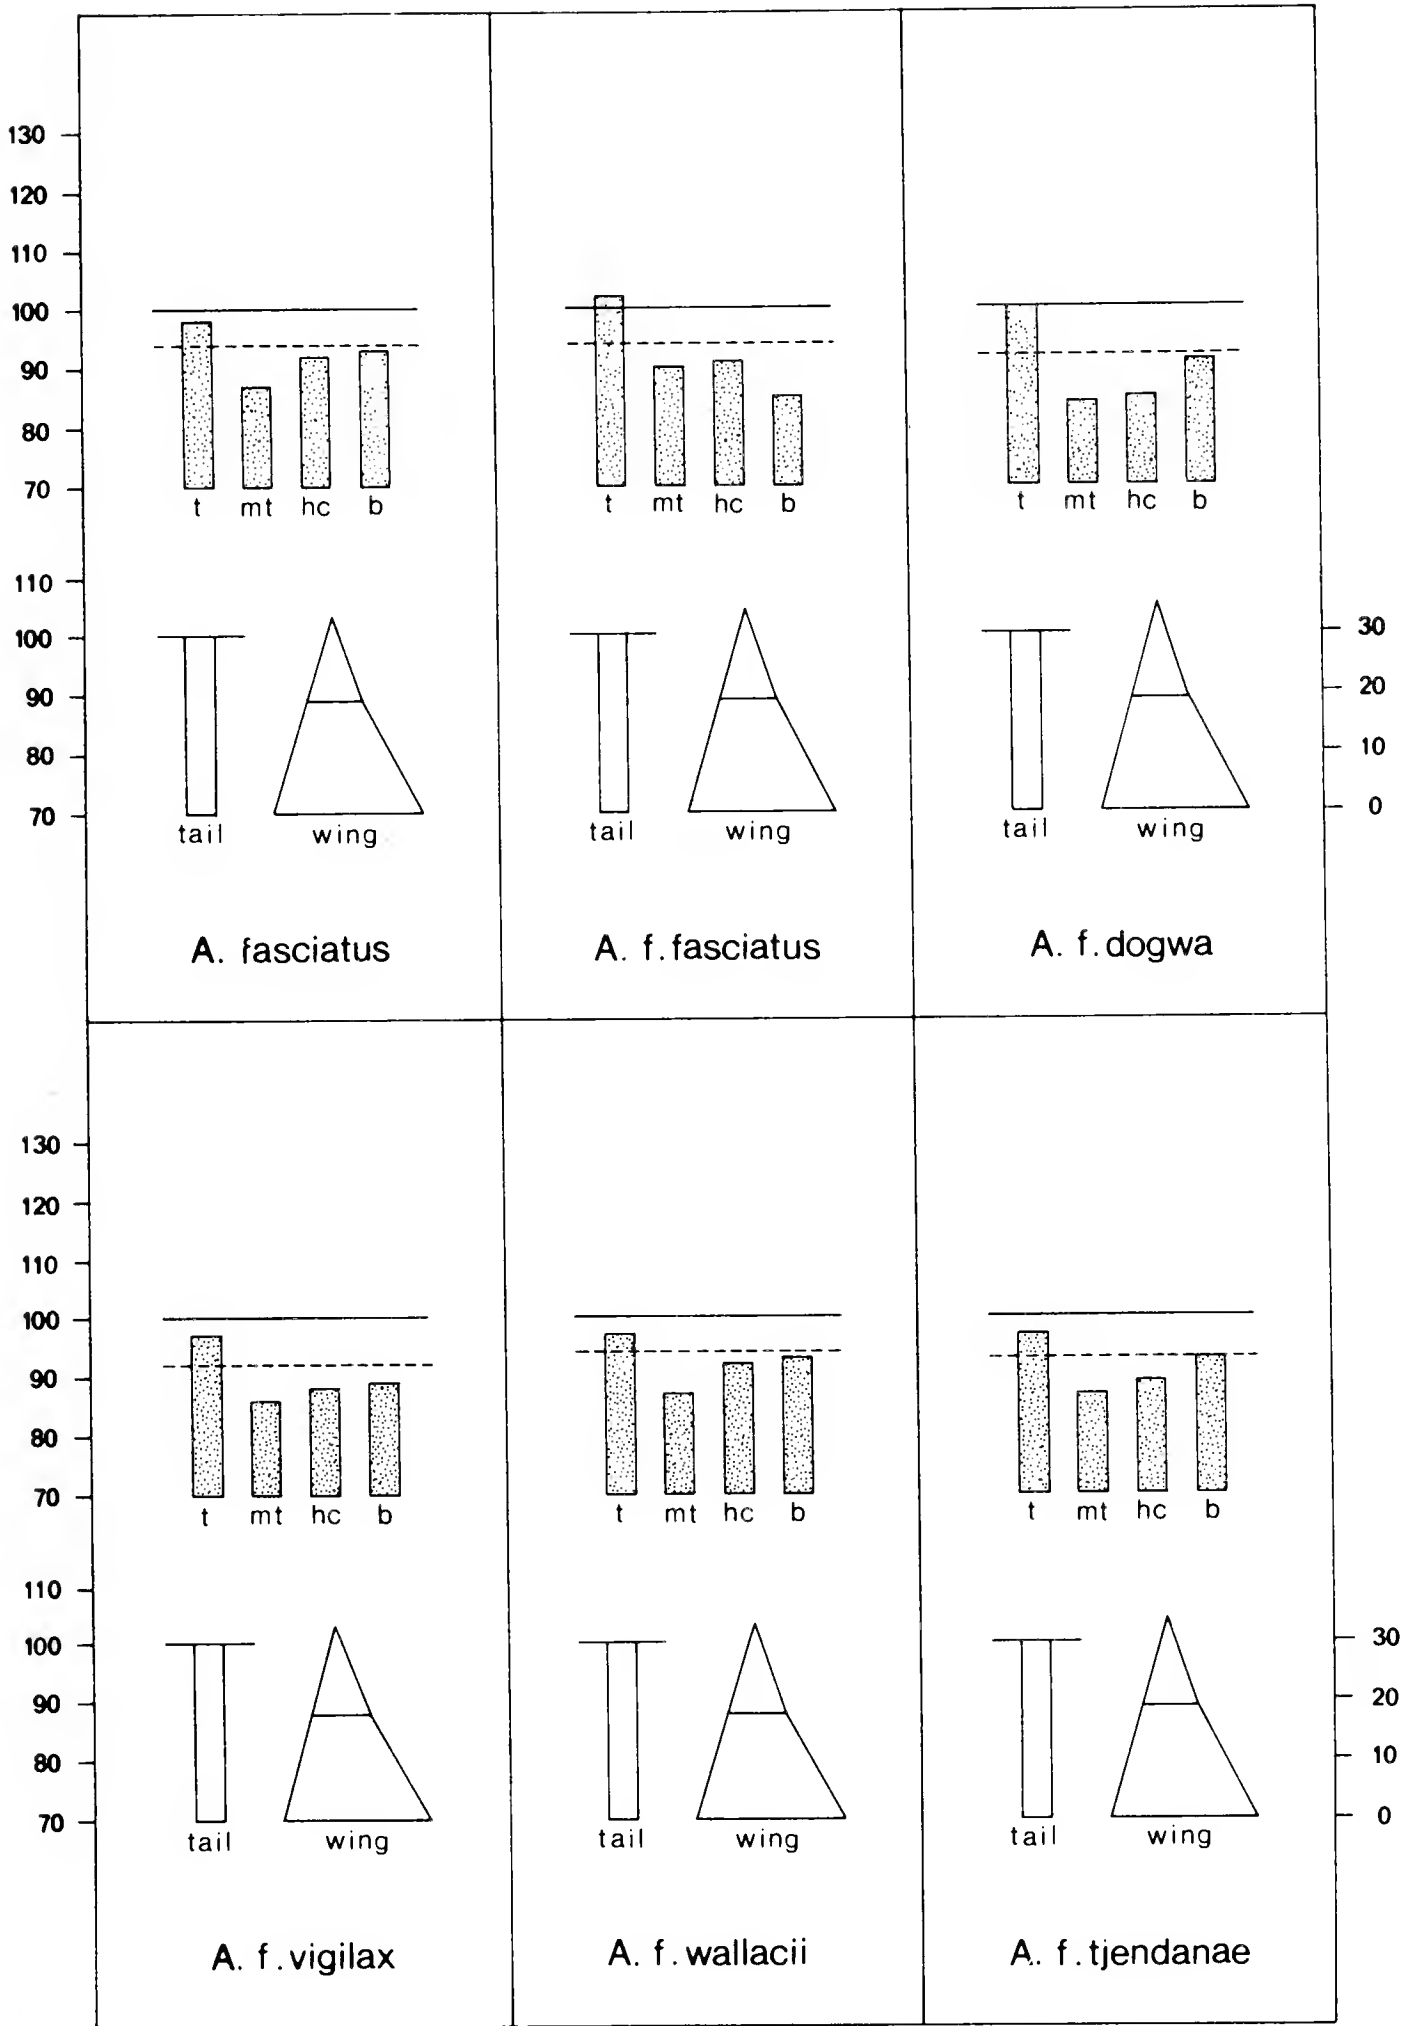 130
120
110
100
90
80
70
t mt hc b
t mt hc b
t mt hc b
110
100
90
80
70
30
20
10
0
tail wing
tail wing
tail wing
A. fasciatus
A. f. fasciatus
A. f. dogwa
130
120
110
100
90
80
70
t mt hc b
t mt hc b
t mt hc b
110
100
90
80
70
30
20
10
0
tail wing
tail wing
tail wing
A. f. vigilax
A. f. wallacii
A. f. tjendanae